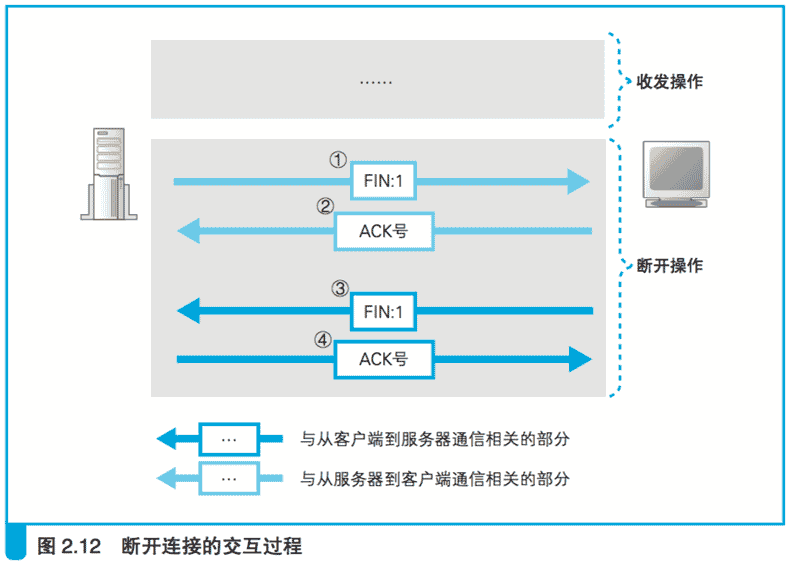 ……
收发操作
①
FIN:1
②
ACK号
断开操作
③
FIN:1
④
ACK号
… 与从客户端到服务器通信相关的部分
… 与从服务器到客户端通信相关的部分
图 2.12 断开连接的交互过程